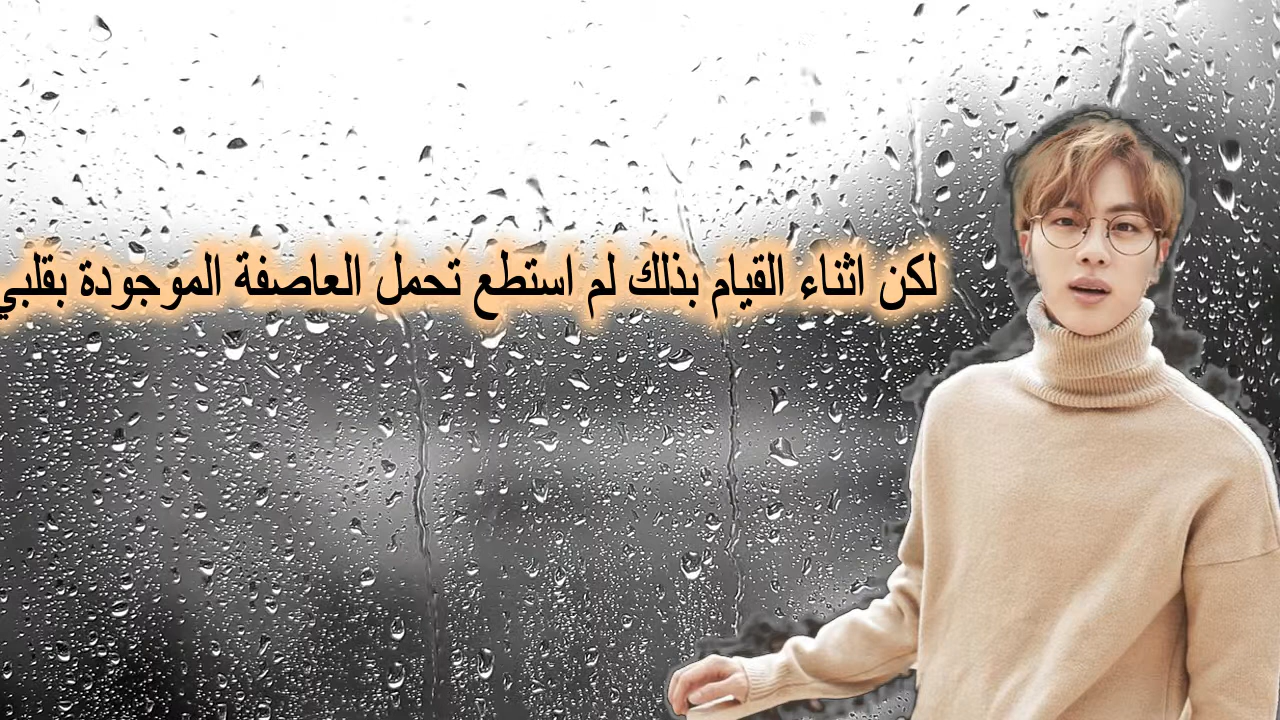 لكن اثناء القيام بذلك لم استطع تحمل العاصفة الموجودة بقلبي